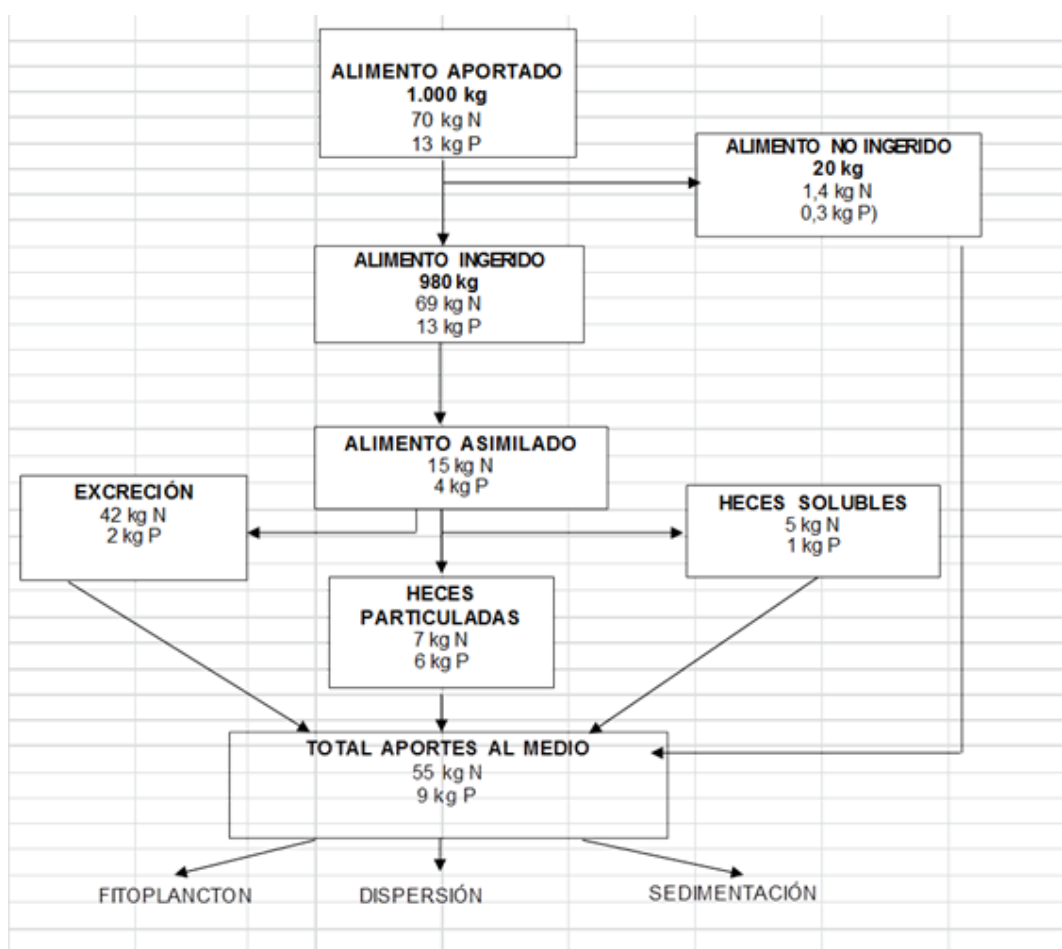 ALIMENTO APORTADO
1.000 kg
70 kg N
13 kg P
ALIMENTO NO INGERIDO
20 kg
1,4 kg N
0,3 kg P)
ALIMENTO INGERIDO
980 kg
69 kg N
13 kg P
ALIMENTO ASIMILADO
15 kg N
4 kg P
EXCRECIÓN
42 kg N
2 kg P
HECES SOLUBLES
5 kg N
1 kg P
HECES
PARTICULADAS
7 kg N
6 kg P
TOTAL APORTES AL MEDIO
55 kg N
9 kg P
FITOPLANCTON
DISPERSIÓN
SEDIMENTACIÓN